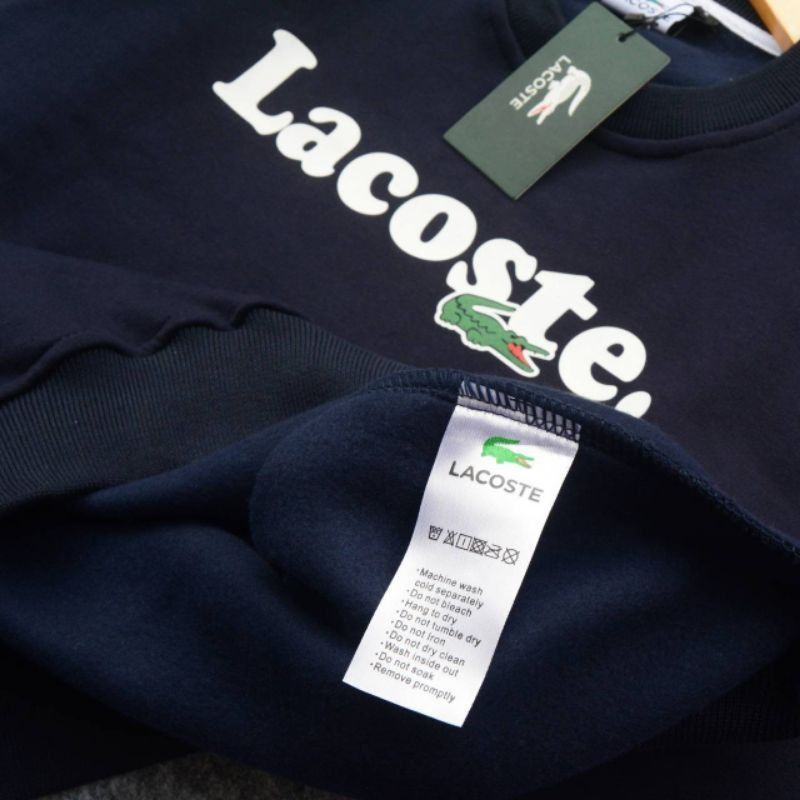 LACOSTE
Lacoste.
LACOSTE
·Machine wash
cold separately
·Do not bleach
·Hang to dry
·Do not tumble dry
·Do not Iron
·Do not dry clean
·Wash inside out
·Do not soak
·Remove promptly